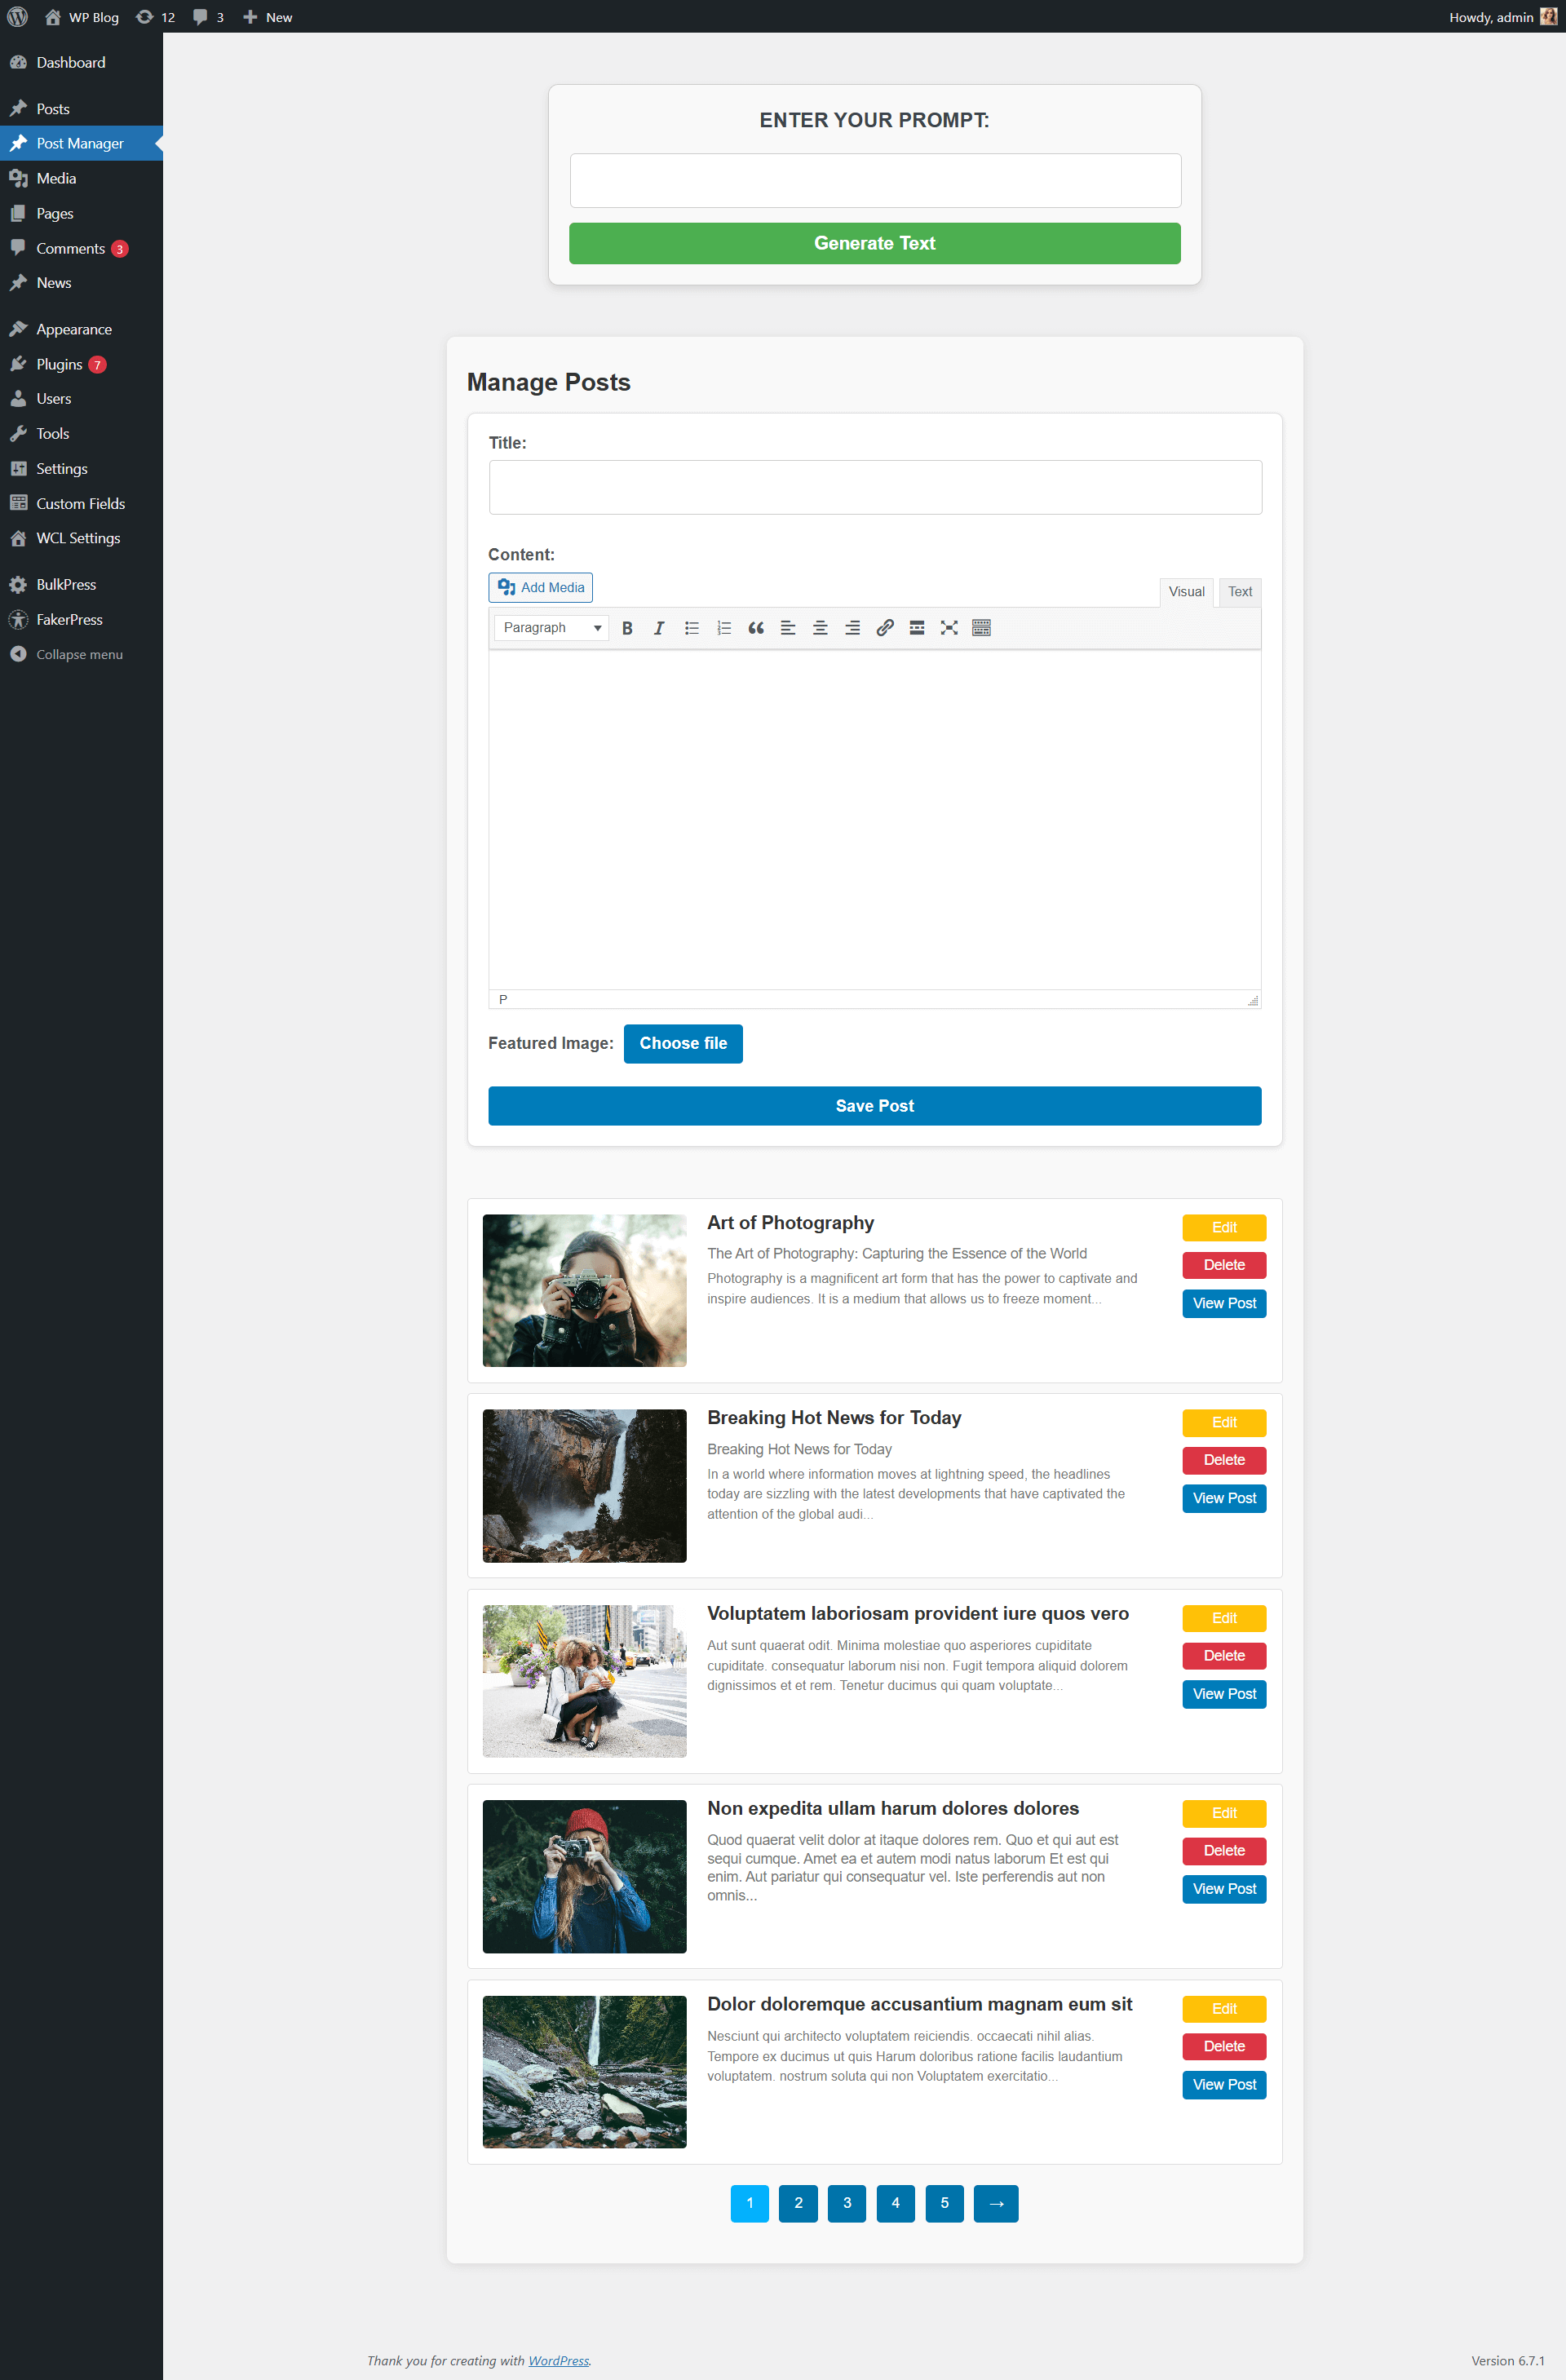 WP Blog 12 3 New Howdy, admin
Dashboard
Posts
Post Manager
Media
Pages
Comments 3
News
Appearance
Plugins 7
Users
Tools
Settings
Custom Fields
WCL Settings
BulkPress
FakerPress
Collapse menu
ENTER YOUR PROMPT:
Generate Text
Manage Posts
Title:
Content:
Add Media
Visual Text
Paragraph
P
Featured Image: Choose file
Save Post
Art of Photography
The Art of Photography: Capturing the Essence of the World
Photography is a magnificent art form that has the power to captivate and
inspire audiences. It is a medium that allows us to freeze moment...
Edit
Delete
View Post
Breaking Hot News for Today
Breaking Hot News for Today
In a world where information moves at lightning speed, the headlines
today are sizzling with the latest developments that have captivated the
attention of the global audi...
Edit
Delete
View Post
Voluptatem laboriosam provident iure quos vero
Aut sunt quaerat odit. Minima molestiae quo asperiores cupiditate
cupiditate. consequatur laborum nisi non. Fugit tempora aliquid dolorem
dignissimos et et rem. Tenetur ducimus qui quam voluptate...
Edit
Delete
View Post
Non expedita ullam harum dolores dolores
Quod quaerat velit dolor at itaque dolores rem. Quo et qui aut est
sequi cumque. Amet ea et autem modi natus laborum Et est qui
enim. Aut pariatur qui consequatur vel. Iste perferendis aut non
omnis...
Edit
Delete
View Post
Dolor doloremque accusantium magnam eum sit
Nesciunt qui architecto voluptatem reiciendis. occaecati nihil alias.
Tempore ex ducimus ut quis Harum doloribus ratione facilis laudantium
voluptatem. nostrum soluta qui non Voluptatem exercitatio...
Edit
Delete
View Post
1 2 3 4 5 →
Thank you for creating with WordPress. Version 6.7.1